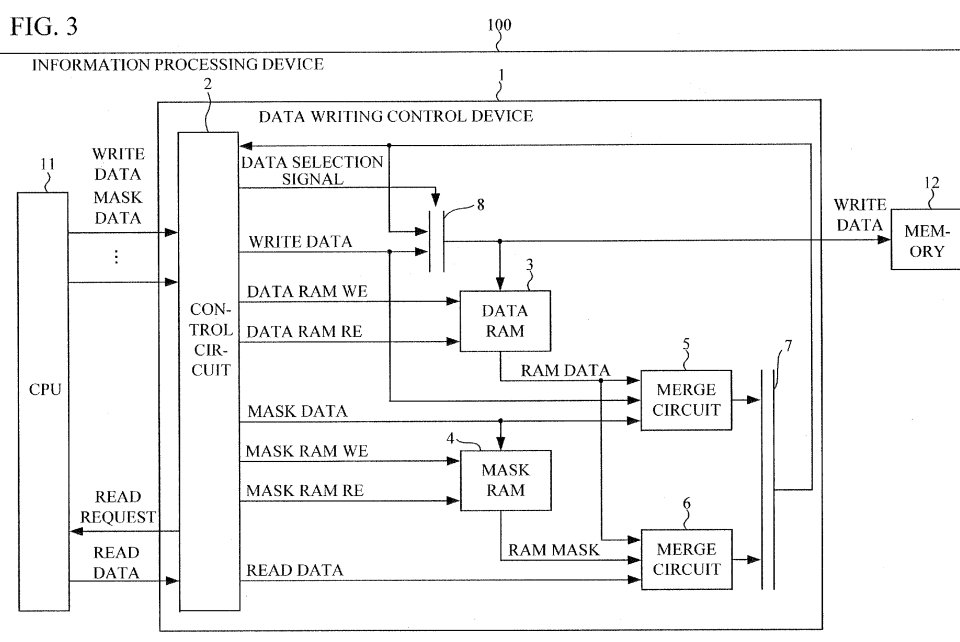 FIG. 3
100
INFORMATION PROCESSING DEVICE
1
2
DATA WRITING CONTROL DEVICE
11
WRITE
DATA
MASK
DATA
⋮
DATA SELECTION
SIGNAL
8
12
WRITE
DATA
MEM-
ORY
WRITE DATA
3
DATA RAM WE
DATA
RAM
CON-
TROL
CIR-
CUIT
DATA RAM RE
CPU
RAM DATA
5
7
MERGE
CIRCUIT
MASK DATA
4
MASK RAM WE
MASK
RAM
MASK RAM RE
READ
REQUEST
6
RAM MASK
MERGE
CIRCUIT
READ
DATA
READ DATA